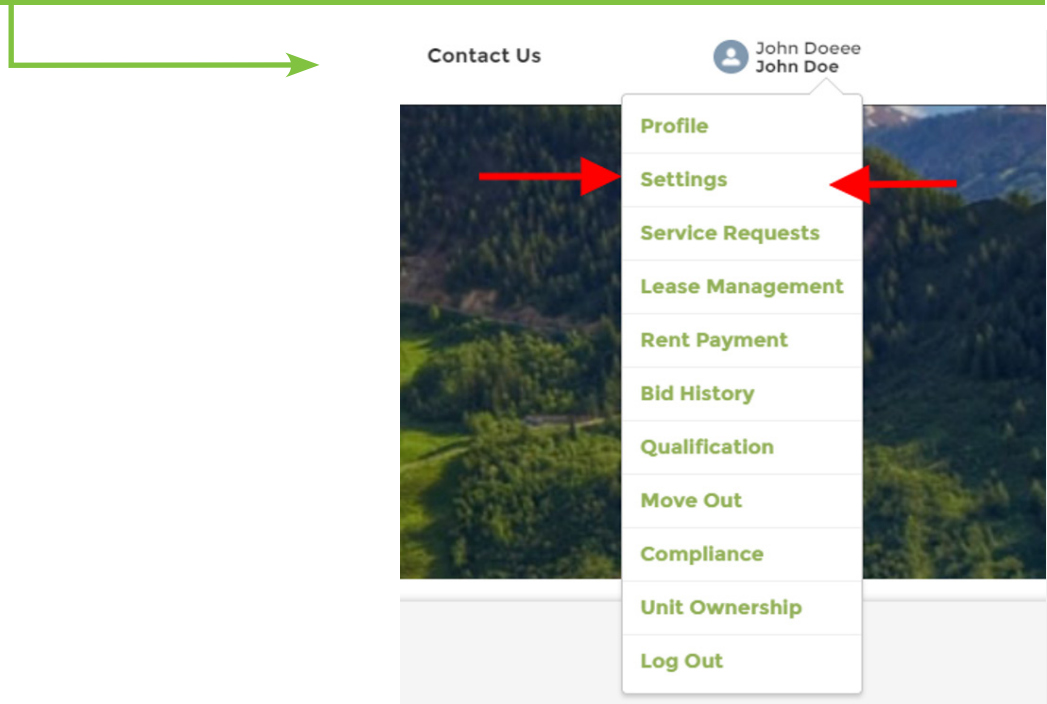 Contact Us
John Doeee
John Doe
Profile
Settings
Service Requests
Lease Management
Rent Payment
Bid History
Qualification
Move Out
Compliance
Unit Ownership
Log Out